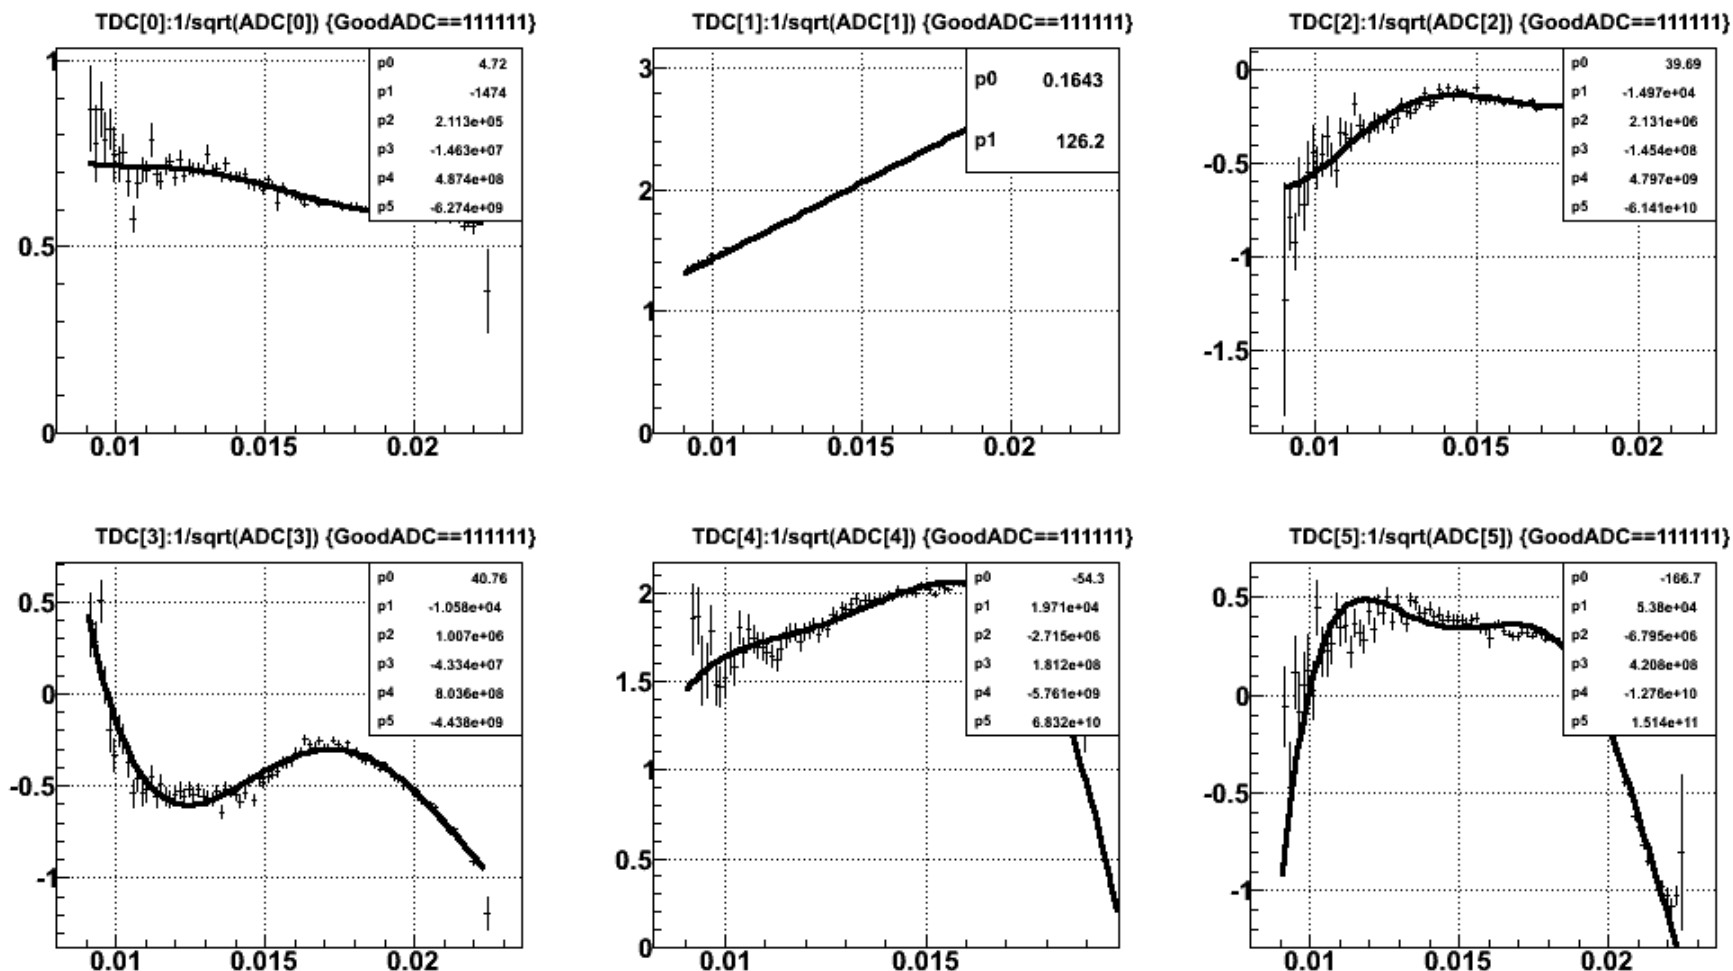 TDC[0]:1/sqrt(ADC[0]) {GoodADC==111111}
1
0.5
0
0.01 0.015 0.02
p0 4.72
p1 -1474
p2 2.113e+05
p3 -1.463e+07
p4 4.874e+08
p5 -6.274e+09
TDC[1]:1/sqrt(ADC[1]) {GoodADC==111111}
3
2
1
0
0.01 0.015 0.02
p0 0.1643
p1 126.2
TDC[2]:1/sqrt(ADC[2]) {GoodADC==111111}
0
-0.5
-1
-1.5
0.01 0.015 0.02
p0 39.69
p1 -1.497e+04
p2 2.131e+06
p3 -1.454e+08
p4 4.797e+09
p5 -6.141e+10
TDC[3]:1/sqrt(ADC[3]) {GoodADC==111111}
0.5
0
-0.5
-1
0.01 0.015 0.02
p0 40.76
p1 -1.058e+04
p2 1.007e+06
p3 -4.334e+07
p4 8.036e+08
p5 -4.438e+09
TDC[4]:1/sqrt(ADC[4]) {GoodADC==111111}
2
1.5
1
0.5
0
0.01 0.015
p0 -54.3
p1 1.971e+04
p2 -2.715e+06
p3 1.812e+08
p4 -5.761e+09
p5 6.832e+10
TDC[5]:1/sqrt(ADC[5]) {GoodADC==111111}
0.5
0
-0.5
-1
0.01 0.015 0.02
p0 -166.7
p1 5.38e+04
p2 -6.795e+06
p3 4.208e+08
p4 -1.276e+10
p5 1.514e+11